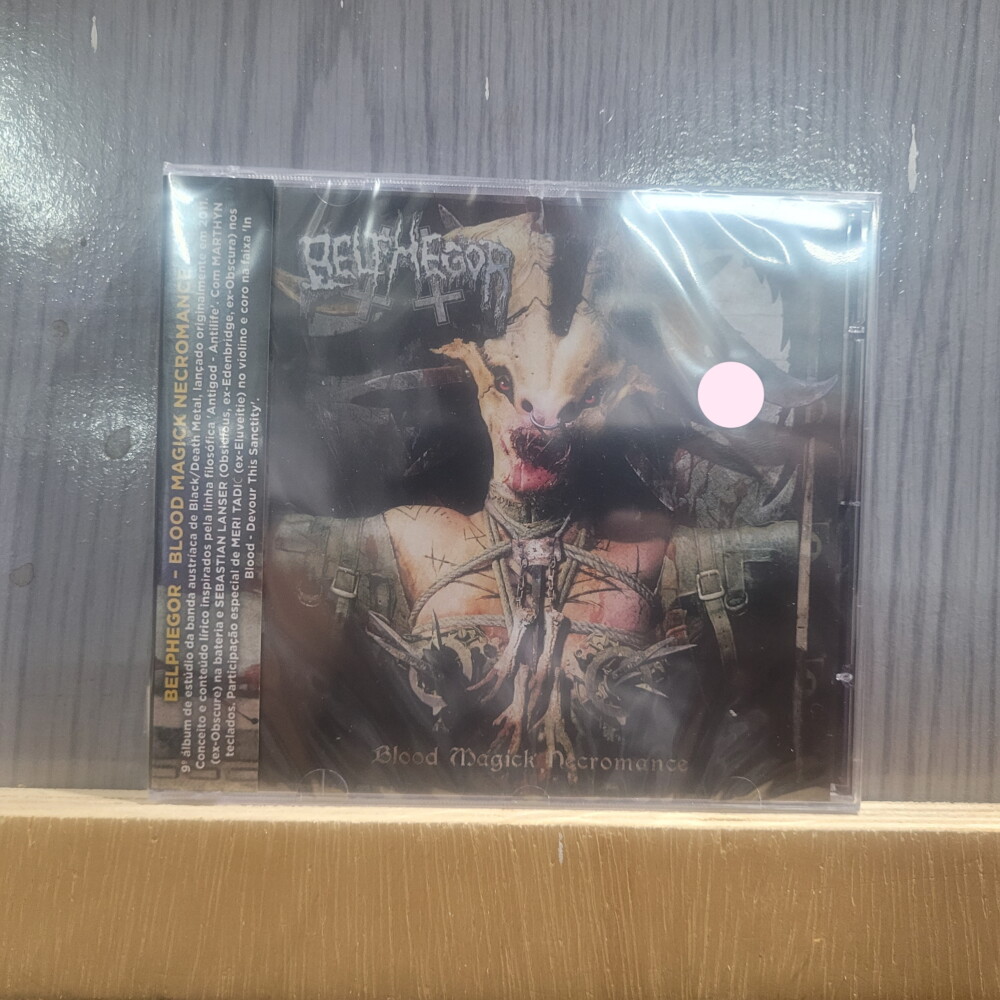 BELPHEGOR – BLOOD MAGICK NECROMANCE
9º álbum de estúdio da banda austríaca de Black/Death Metal, lançado originalmente em 2011.
Conceito e conteúdo lírico inspirados pela linha filosófica 'Antigod - Antilife'. Com MARTHYN
(ex-Obscure) na bateria e SEBASTIAN LANSER (Obsidious, ex-Edenbridge, ex-Obscura) nos
teclados. Participação especial de MERI TADIC (ex-Eluveitie) no violino e coro na faixa 'In
Blood - Devour This Sanctity'.
BELPHEGOR
Blood Magick Necromance